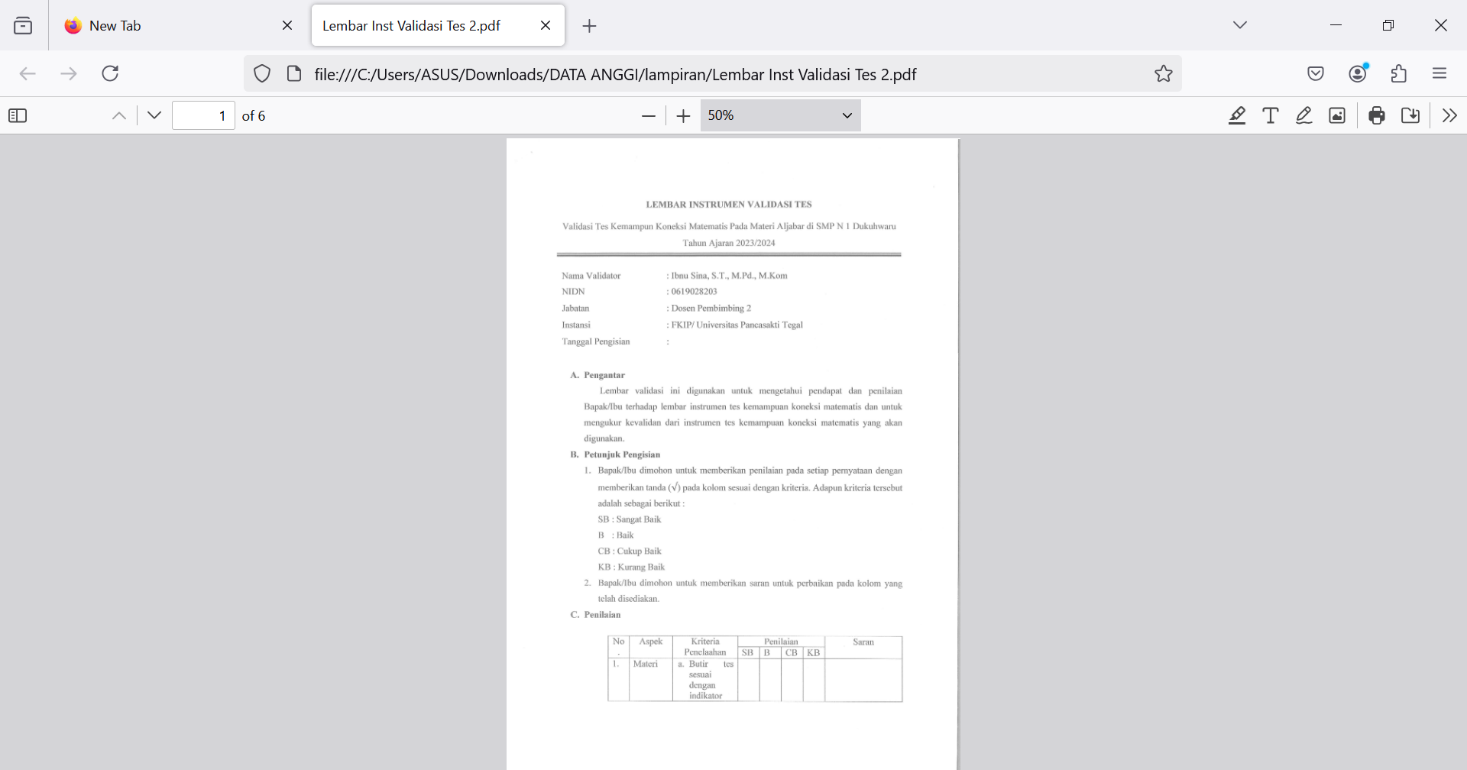 New Tab
Lembar Inst Validasi Tes 2.pdf
file:///C:/Users/ASUS/Downloads/DATA ANGGI/lampiran/Lembar Inst Validasi Tes 2.pdf
1 of 6
50%
LEMBAR INSTRUMEN VALIDASI TES
Validasi Tes Kemampun Koneksi Matematis Pada Materi Aljabar di SMP N 1 Dukuhwaru
Tahun Ajaran 2023/2024
Nama Validator : Ibnu Sina, S.T., M.Pd., M.Kom
NIDN : 0619028203
Jabatan : Dosen Pembimbing 2
Instansi : FKIP/ Universitas Pancasakti Tegal
Tanggal Pengisian :
A. Pengantar
Lembar validasi ini digunakan untuk mengetahui pendapat dan penilaian
Bapak/Ibu terhadap lembar instrumen tes kemampuan koneksi matematis dan untuk
mengukur kevalidan dari instrumen tes kemampuan koneksi matematis yang akan
digunakan.
B. Petunjuk Pengisian
1. Bapak/Ibu dimohon untuk memberikan penilaian pada setiap pernyataan dengan
memberikan tanda (√) pada kolom sesuai dengan kriteria. Adapun kriteria tersebut
adalah sebagai berikut :
SB : Sangat Baik
B : Baik
CB : Cukup Baik
KB : Kurang Baik
2. Bapak/Ibu dimohon untuk memberikan saran untuk perbaikan pada kolom yang
telah disediakan.
C. Penilaian
No Aspek Kriteria Penilaian Saran
. Penelaahan SB B CB KB
1. Materi a. Butir tes
sesuai
dengan
indikator